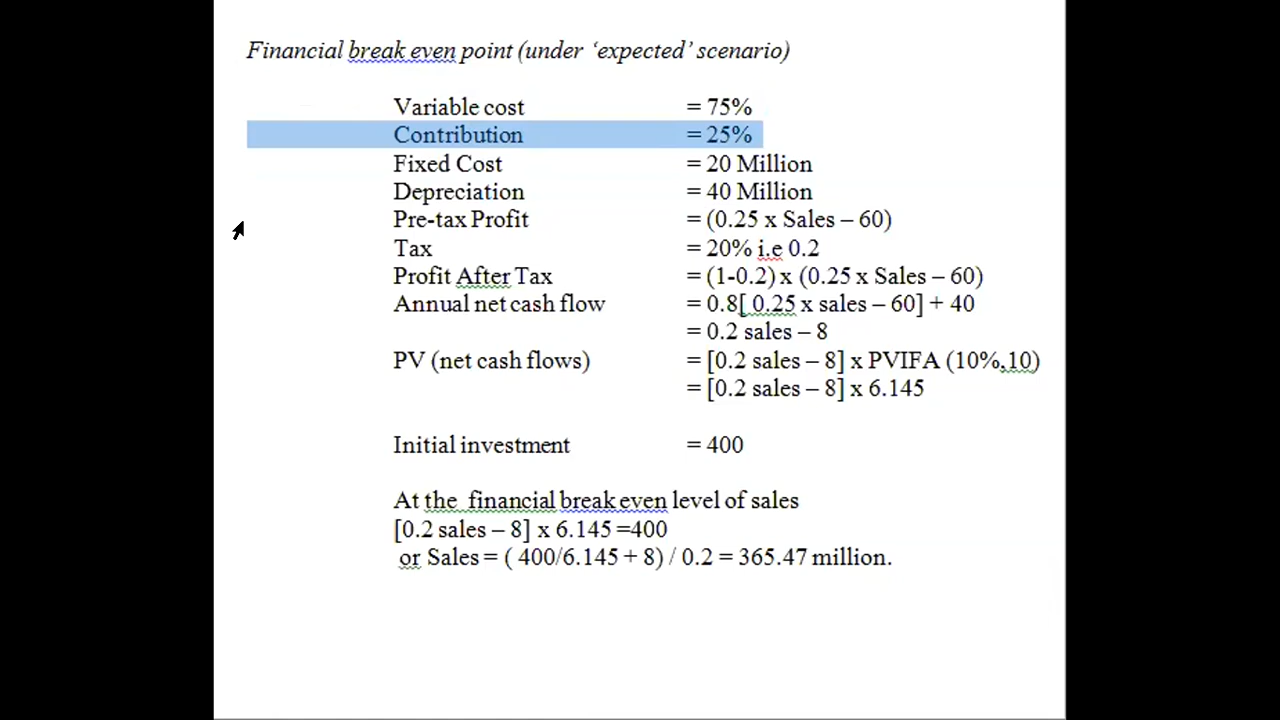 Financial break even point (under ‘expected’ scenario)
Variable cost = 75%
Contribution = 25%
Fixed Cost = 20 Million
Depreciation = 40 Million
Pre-tax Profit = (0.25 x Sales – 60)
Tax = 20% i.e 0.2
Profit After Tax = (1-0.2) x (0.25 x Sales – 60)
Annual net cash flow = 0.8[ 0.25 x sales – 60] + 40
= 0.2 sales – 8
PV (net cash flows) = [0.2 sales – 8] x PVIFA (10%,10)
= [0.2 sales – 8] x 6.145
Initial investment = 400
At the financial break even level of sales
[0.2 sales – 8] x 6.145 =400
or Sales = ( 400/6.145 + 8) / 0.2 = 365.47 million.